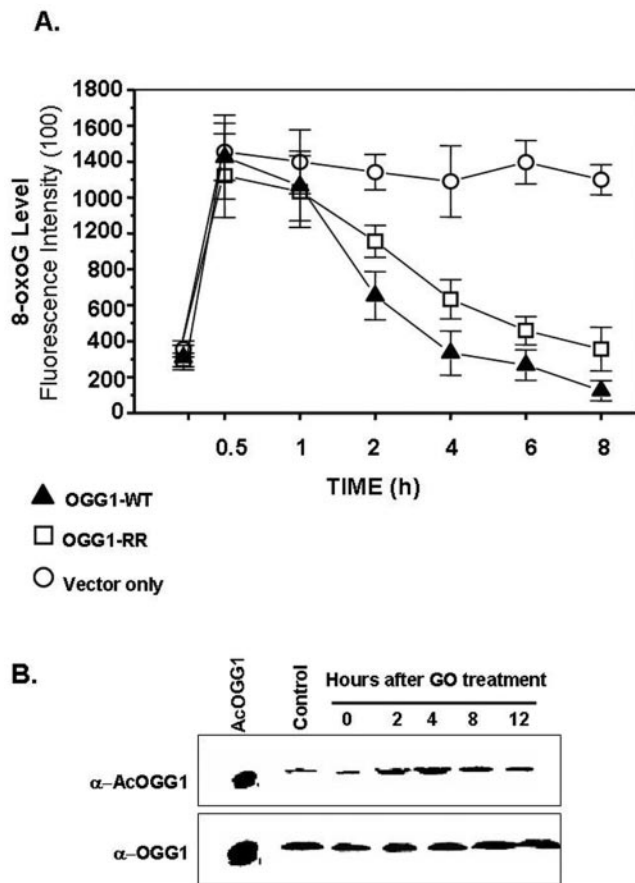 A.
8-oxoG Level
Fluorescence Intensity (100)
1800
1600
1400
1000
1200
800
600
400
200
0
0.5 1 2 4 6 8
TIME (h)
OGG1-WT
OGG1-RR
Vector only
B.
AcOGG1
Control
Hours after GO treatment
0 2 4 8 12
α–AcOGG1
α–OGG1